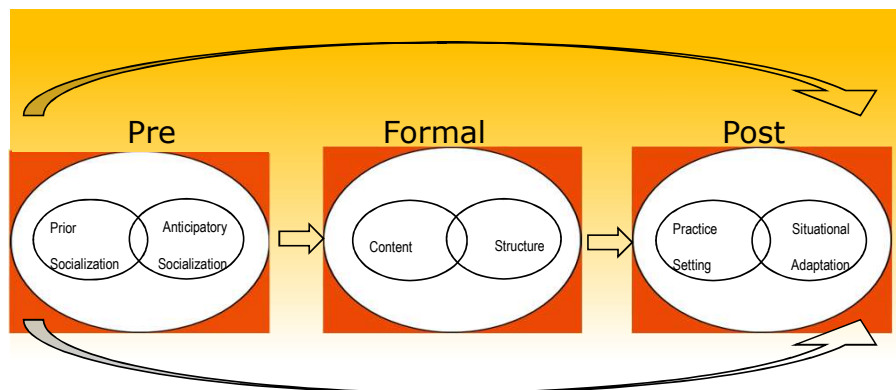 Pre
Formal
Post
Prior
Socialization
Anticipatory
Socialization
Content
Structure
Practice
Setting
Situational
Adaptation